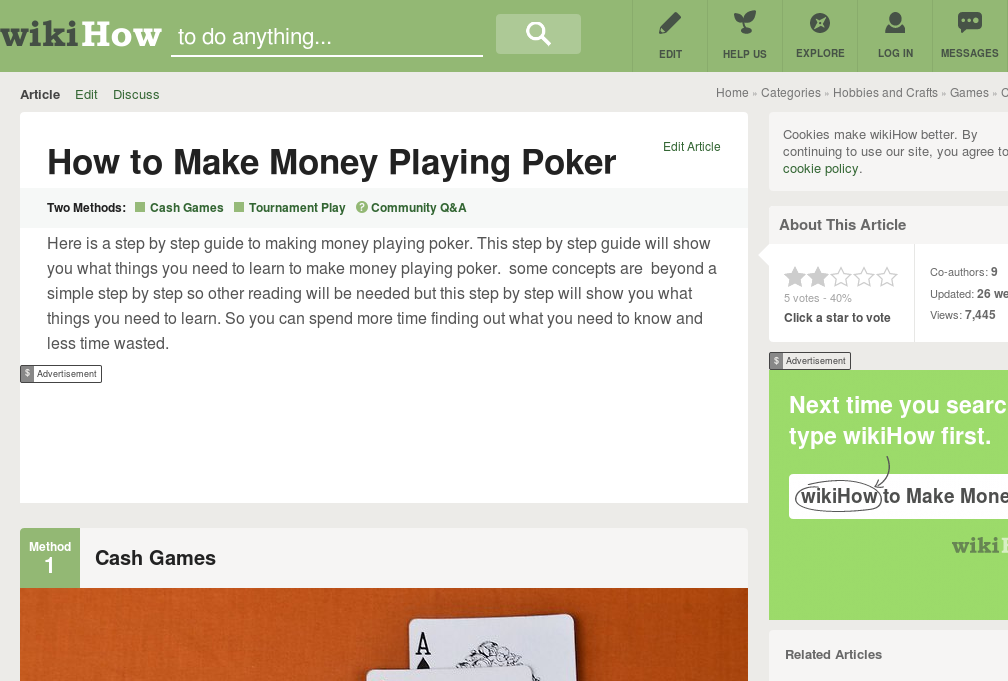 wikiHow to do anything...
EDIT
HELP US
EXPLORE
LOG IN
MESSAGES
Article Edit Discuss
Home » Categories » Hobbies and Crafts » Games »
How to Make Money Playing Poker
Edit Article
Two Methods: Cash Games Tournament Play ? Community Q&A
Here is a step by step guide to making money playing poker. This step by step guide will show
you what things you need to learn to make money playing poker. some concepts are beyond a
simple step by step so other reading will be needed but this step by step will show you what
things you need to learn. So you can spend more time finding out what you need to know and
less time wasted.
$ Advertisement
Method
1
Cash Games
A
Cookies make wikiHow better. By
continuing to use our site, you agree to
cookie policy.
About This Article
5 votes - 40%
Click a star to vote
Co-authors: 9
Updated: 26 we
Views: 7,445
$ Advertisement
Next time you searc
type wikiHow first.
wikiHow to Make Mone
wiki
Related Articles